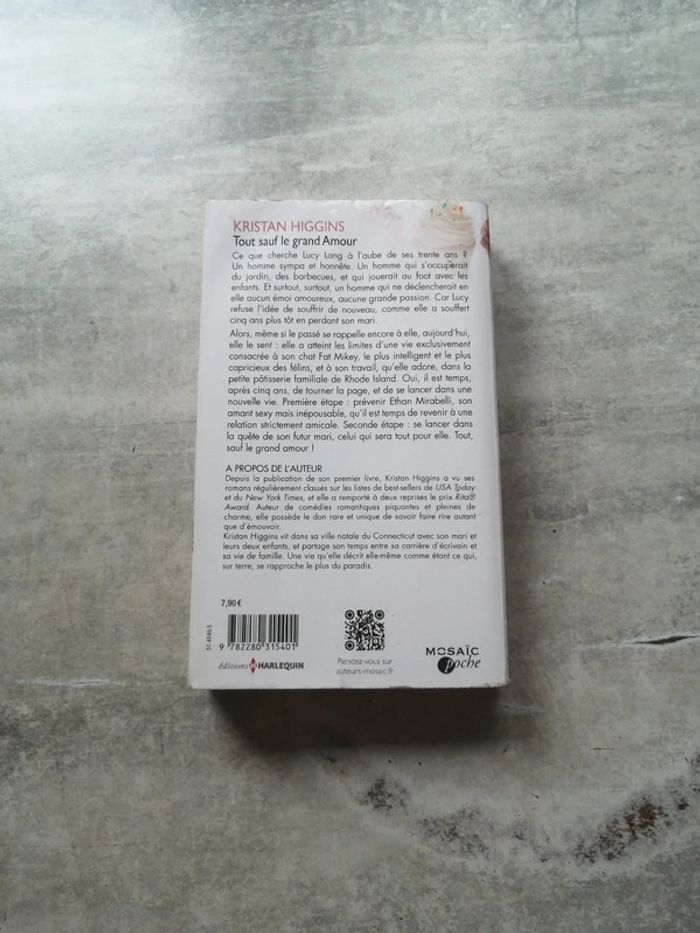 KRISTAN HIGGINS
Tout sauf le grand Amour
Ce que cherche Lucy Lang à l'aube de ses trente ans ?
Un homme sympa et honnête. Un homme qui s'occuperait
du jardin, des barbecues, et qui jouerait au foot avec les
enfants. Et surtout, surtout, un homme qui ne déclencherait en
elle aucun émoi amoureux, aucune grande passion. Car Lucy
refuse l'idée de souffrir de nouveau, comme elle a souffert
cinq ans plus tôt en perdant son mari.
Alors, même si le passé se rappelle encore à elle, aujourd'hui,
elle le sent : elle a atteint les limites d'une vie exclusivement
consacrée à son chat Fat Mikey, le plus intelligent et le plus
capricieux des félins, et à son travail, qu'elle adore, dans la
petite pâtisserie familiale de Rhode Island. Oui, il est temps,
après cinq ans, de tourner la page, et de se lancer dans une
nouvelle vie. Première étape : prévenir Ethan Mirabelli, son
amant sexy mais inépousable, qu'il est temps de revenir à une
relation strictement amicale. Seconde étape : se lancer dans
la quête de son futur mari, celui qui sera tout pour elle. Tout,
sauf le grand amour !
A PROPOS DE L'AUTEUR
Depuis la publication de son premier livre, Kristan Higgins a vu ses
romans régulièrement classés sur les listes de best-sellers de USA Today
et du New York Times, et elle a remporté à deux reprises le prix Rita®
Award. Auteur de comédies romantiques piquantes et pleines de
charme, elle possède le don rare et unique de savoir faire rire autant
que d'émouvoir.
Kristan Higgins vit dans sa ville natale du Connecticut avec son mari et
leurs deux enfants, et partage son temps entre sa carrière d'écrivain et
sa vie de famille. Une vie qu'elle décrit elle-même comme étant ce qui,
sur terre, se rapproche le plus du paradis.
7,90 €
51.4049.5
9 782280 315401
éditions HARLEQUIN
Rendez-vous sur
auteurs-mosaic.fr
MOSAÏC
poche